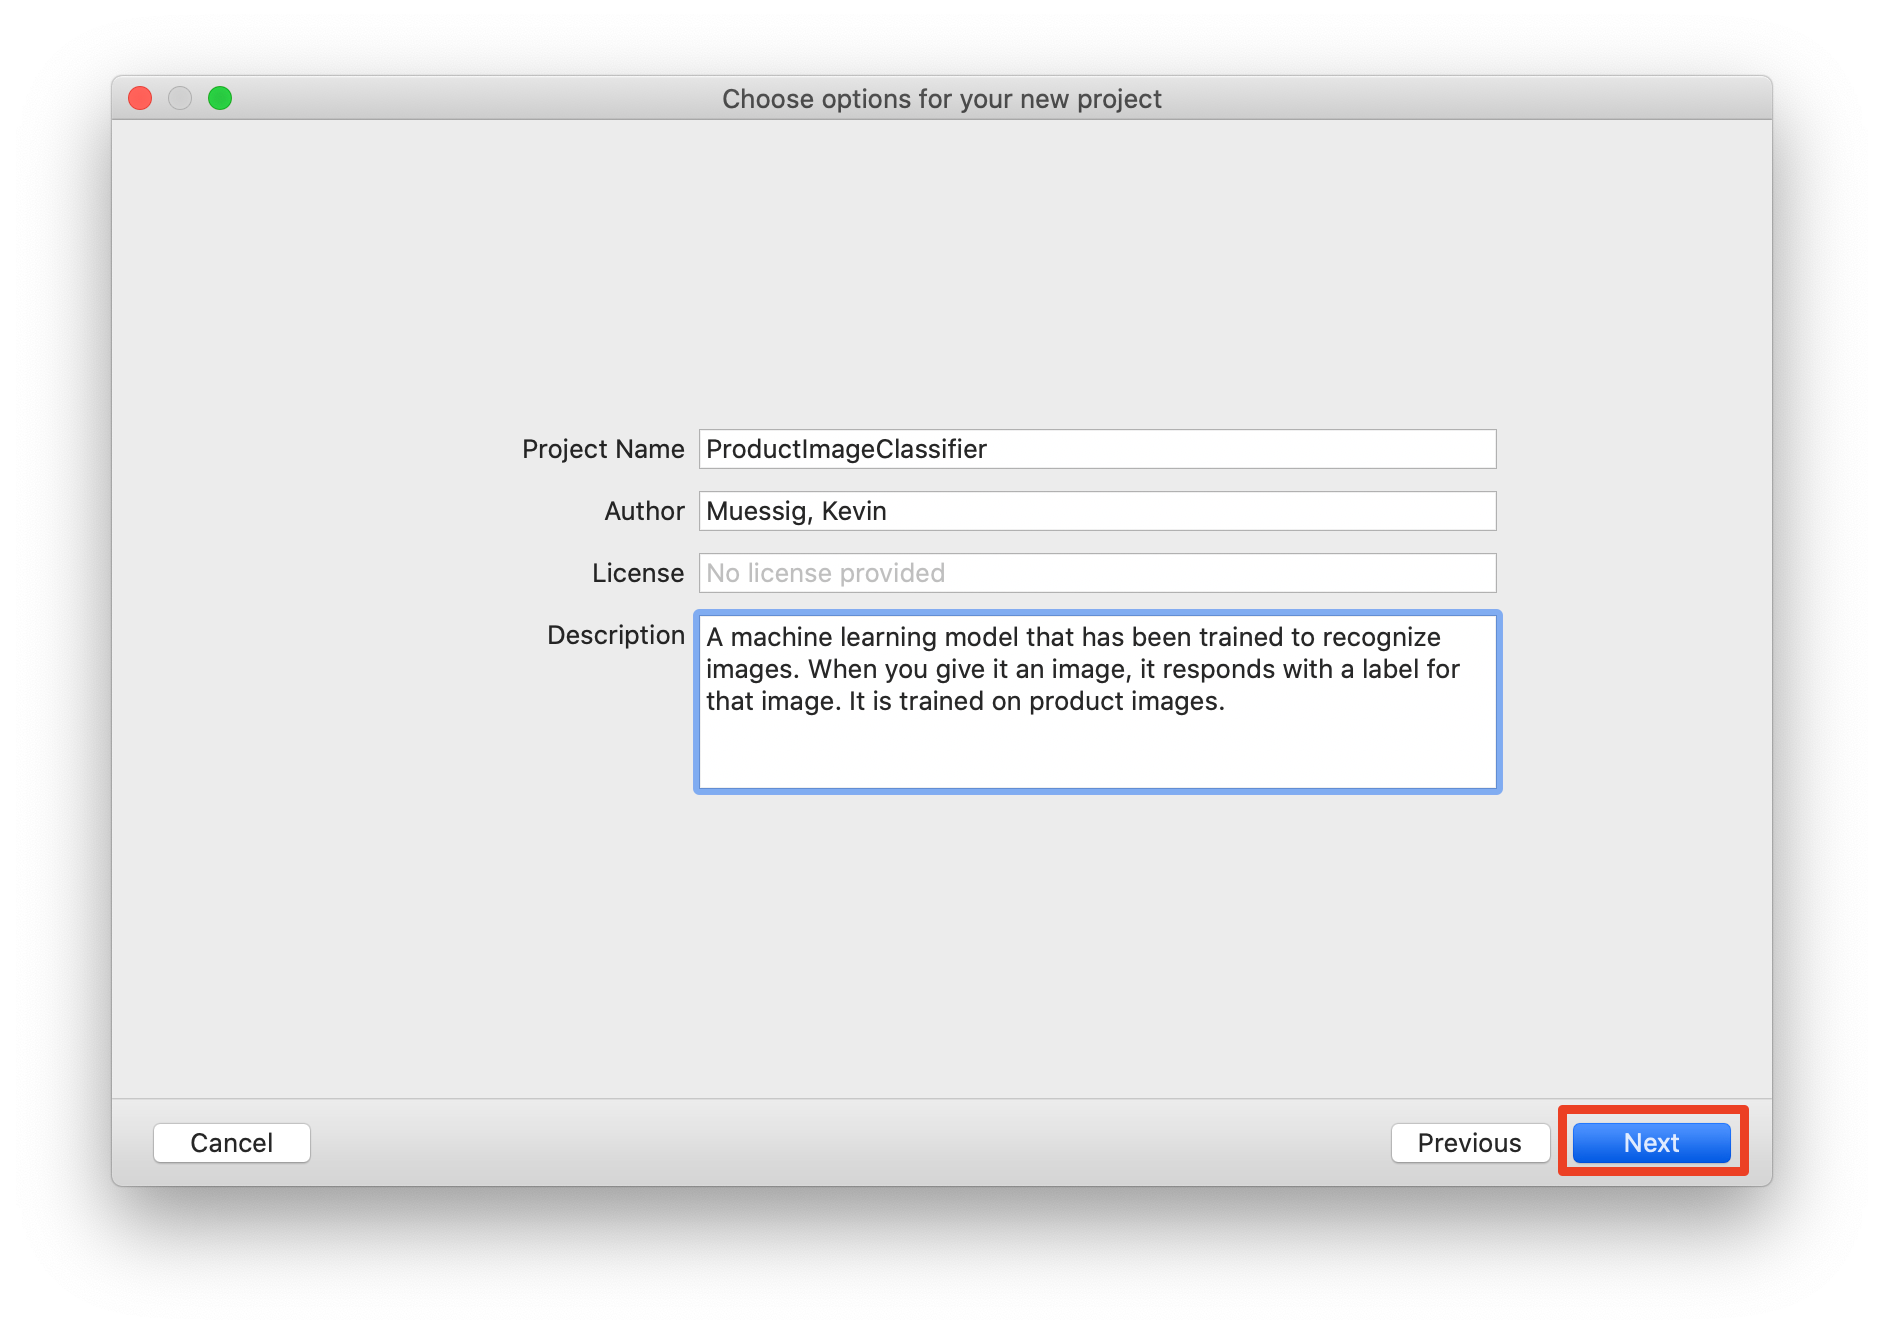 Choose options for your new project
Project Name ProductImageClassifier
Author Muessig, Kevin
License No license provided
Description A machine learning model that has been trained to recognize
images. When you give it an image, it responds with a label for
that image. It is trained on product images.
Cancel Previous Next